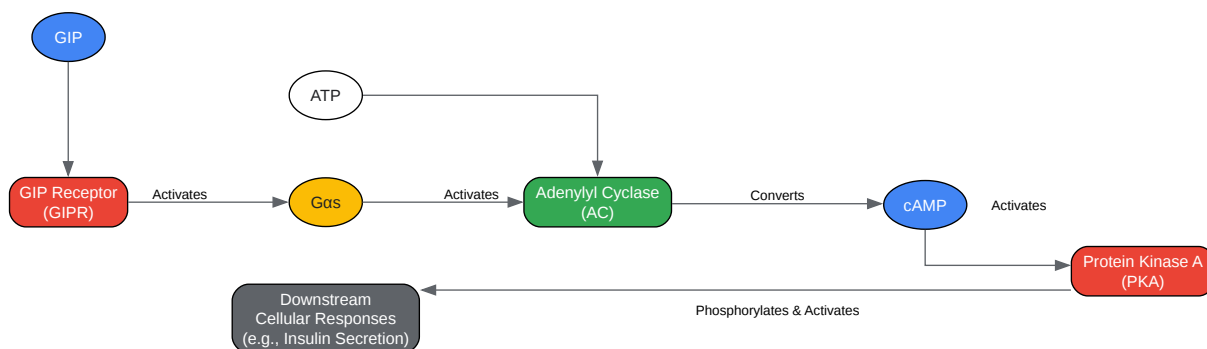 GIP
ATP
GIP Receptor
(GIPR)
Activates
Gαs
Activates
Adenylyl Cyclase
(AC)
Converts
cAMP
Activates
Protein Kinase A
(PKA)
Phosphorylates & Activates
Downstream
Cellular Responses
(e.g., Insulin Secretion)